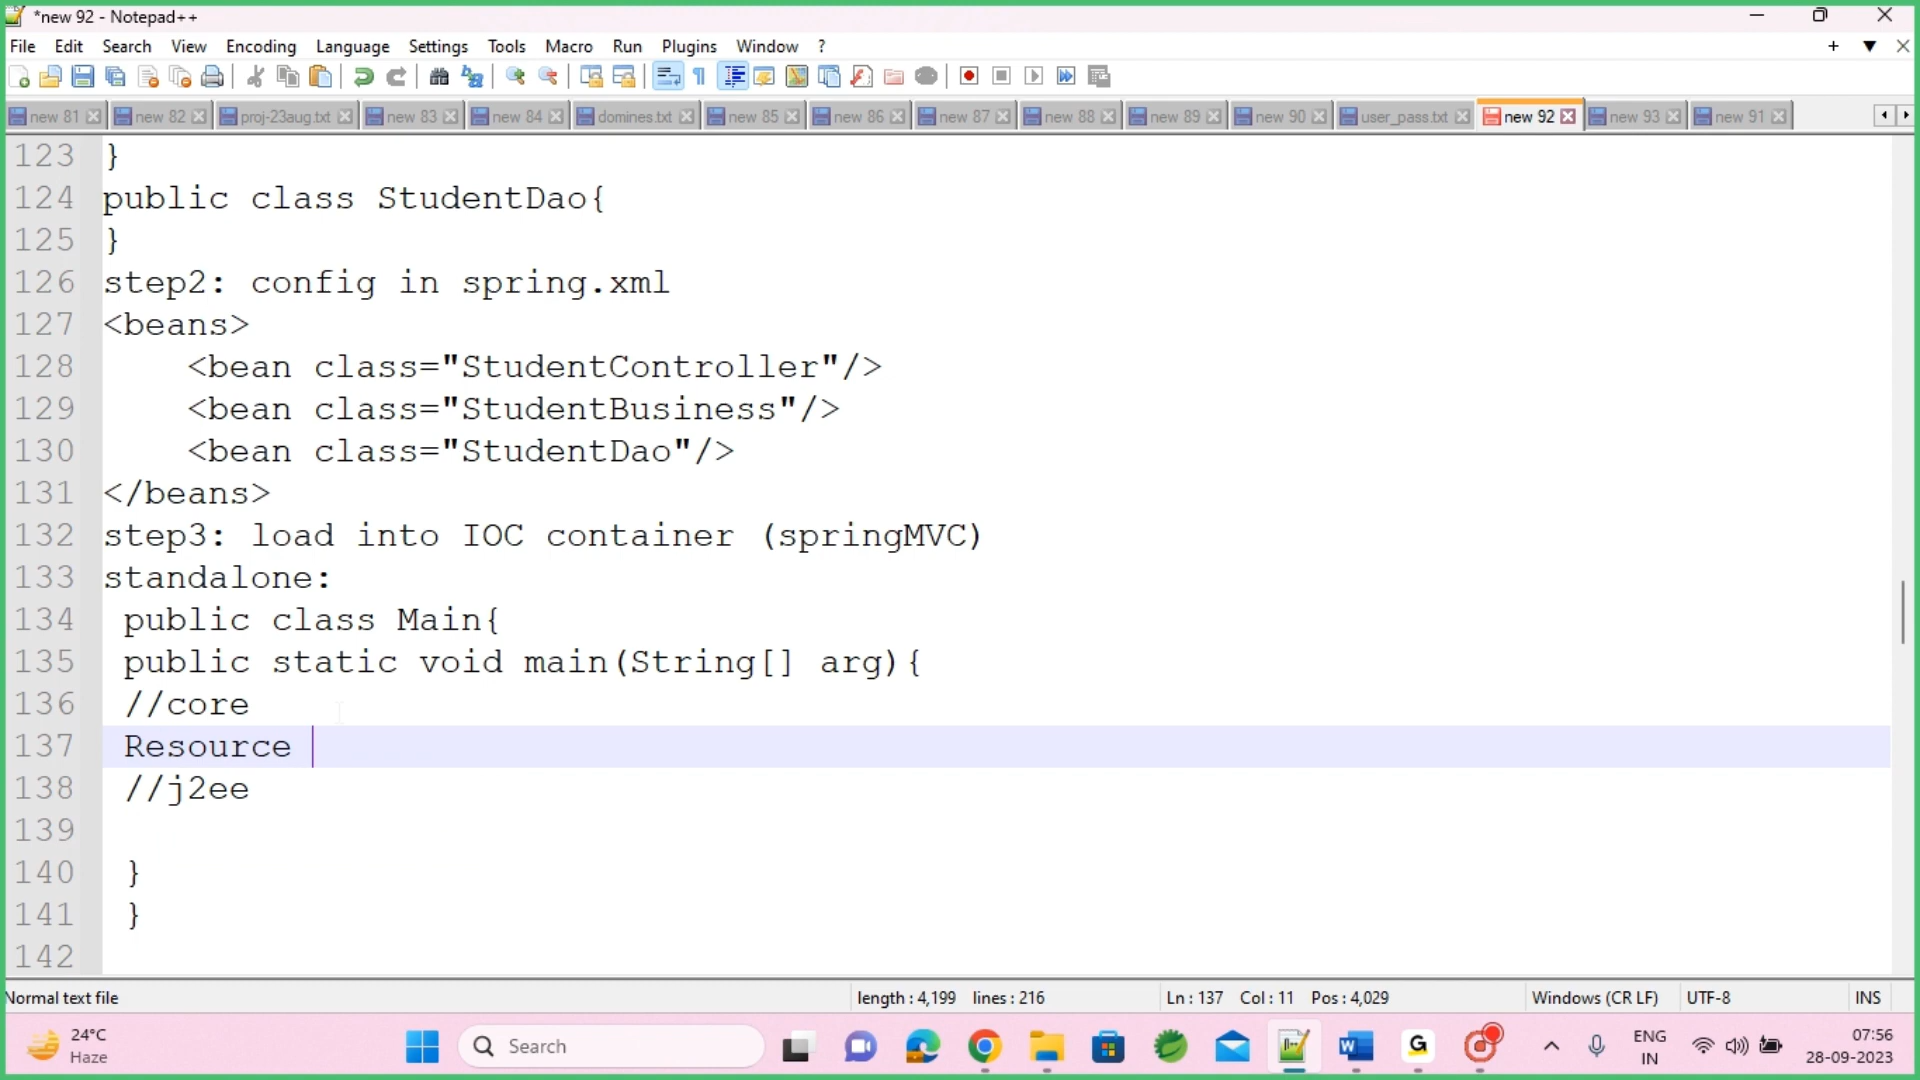 *new 92 - Notepad++
File Edit Search View Encoding Language Settings Tools Macro Run Plugins Window ?
new 81 new 82 proj-23aug.txt new 83 new 84 domines.txt new 85 new 86 new 87 new 88 new 89 new 90 user_pass.txt new 92 new 93 new 91
123 }
124 public class StudentDao{
125 }
126 step2: config in spring.xml
127 <beans>
128 <bean class="StudentController"/>
129 <bean class="StudentBusiness"/>
130 <bean class="StudentDao"/>
131 </beans>
132 step3: load into IOC container (springMVC)
133 standalone:
134 public class Main{
135 public static void main(String[] arg){
136 //core
137 Resource
138 //j2ee
139
140 }
141 }
142
Normal text file length : 4,199 lines : 216 Ln : 137 Col : 11 Pos : 4,029 Windows (CR LF) UTF-8 INS
24°C
Haze
Search
ENG
IN
07:56
28-09-2023